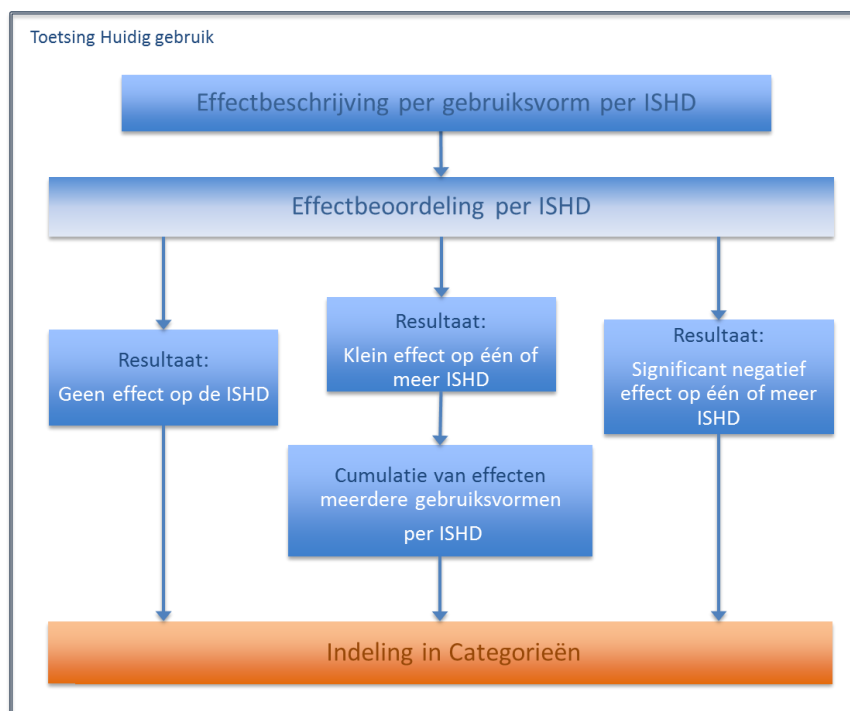 Toetsing Huidig gebruik
Effectbeschrijving per gebruiksvorm per ISHD
Effectbeoordeling per ISHD
Resultaat:
Geen effect op de ISHD
Resultaat:
Klein effect op één of
meer ISHD
Resultaat:
Significant negatief
effect op één of meer
ISHD
Cumulatie van effecten
meerdere gebruiksvormen
per ISHD
Indeling in Categorieën